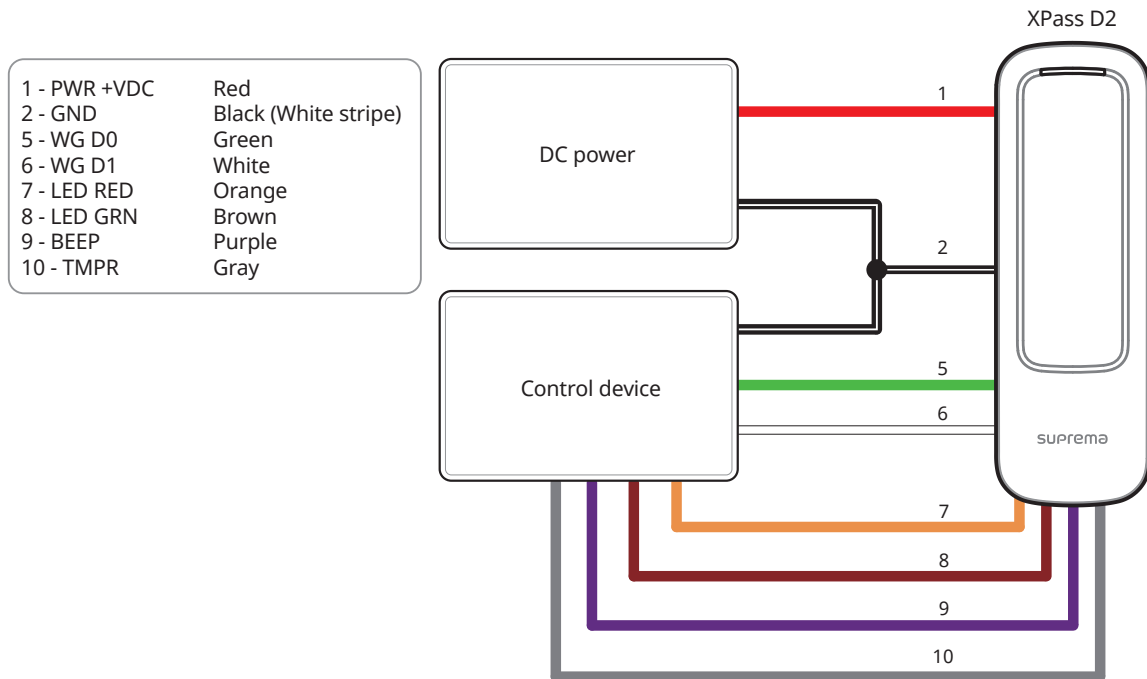 XPass D2
1 - PWR +VDC Red
2 - GND Black (White stripe)
5 - WG D0 Green
6 - WG D1 White
7 - LED RED Orange
8 - LED GRN Brown
9 - BEEP Purple
10 - TMPR Gray
DC power
1
2
Control device
5
6
suprema
7
8
9
10